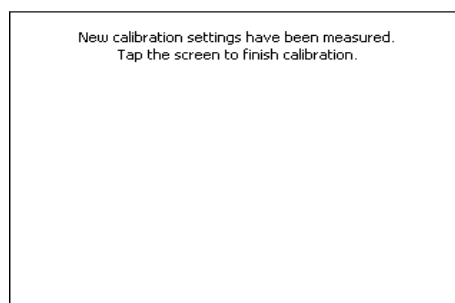 New calibration settings have been measured.
Tap the screen to finish calibration.